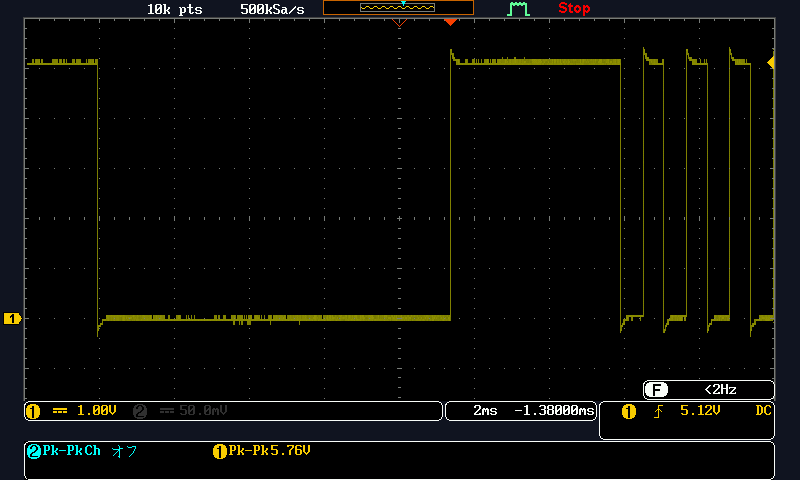 10k pts 500kSa/s Stop
1
F <2Hz
1 1.00V 2 50.0mV 2ms -1.38000ms 1 5.12V DC
2 Pk-PkCh オフ 1 Pk-Pk5.76V